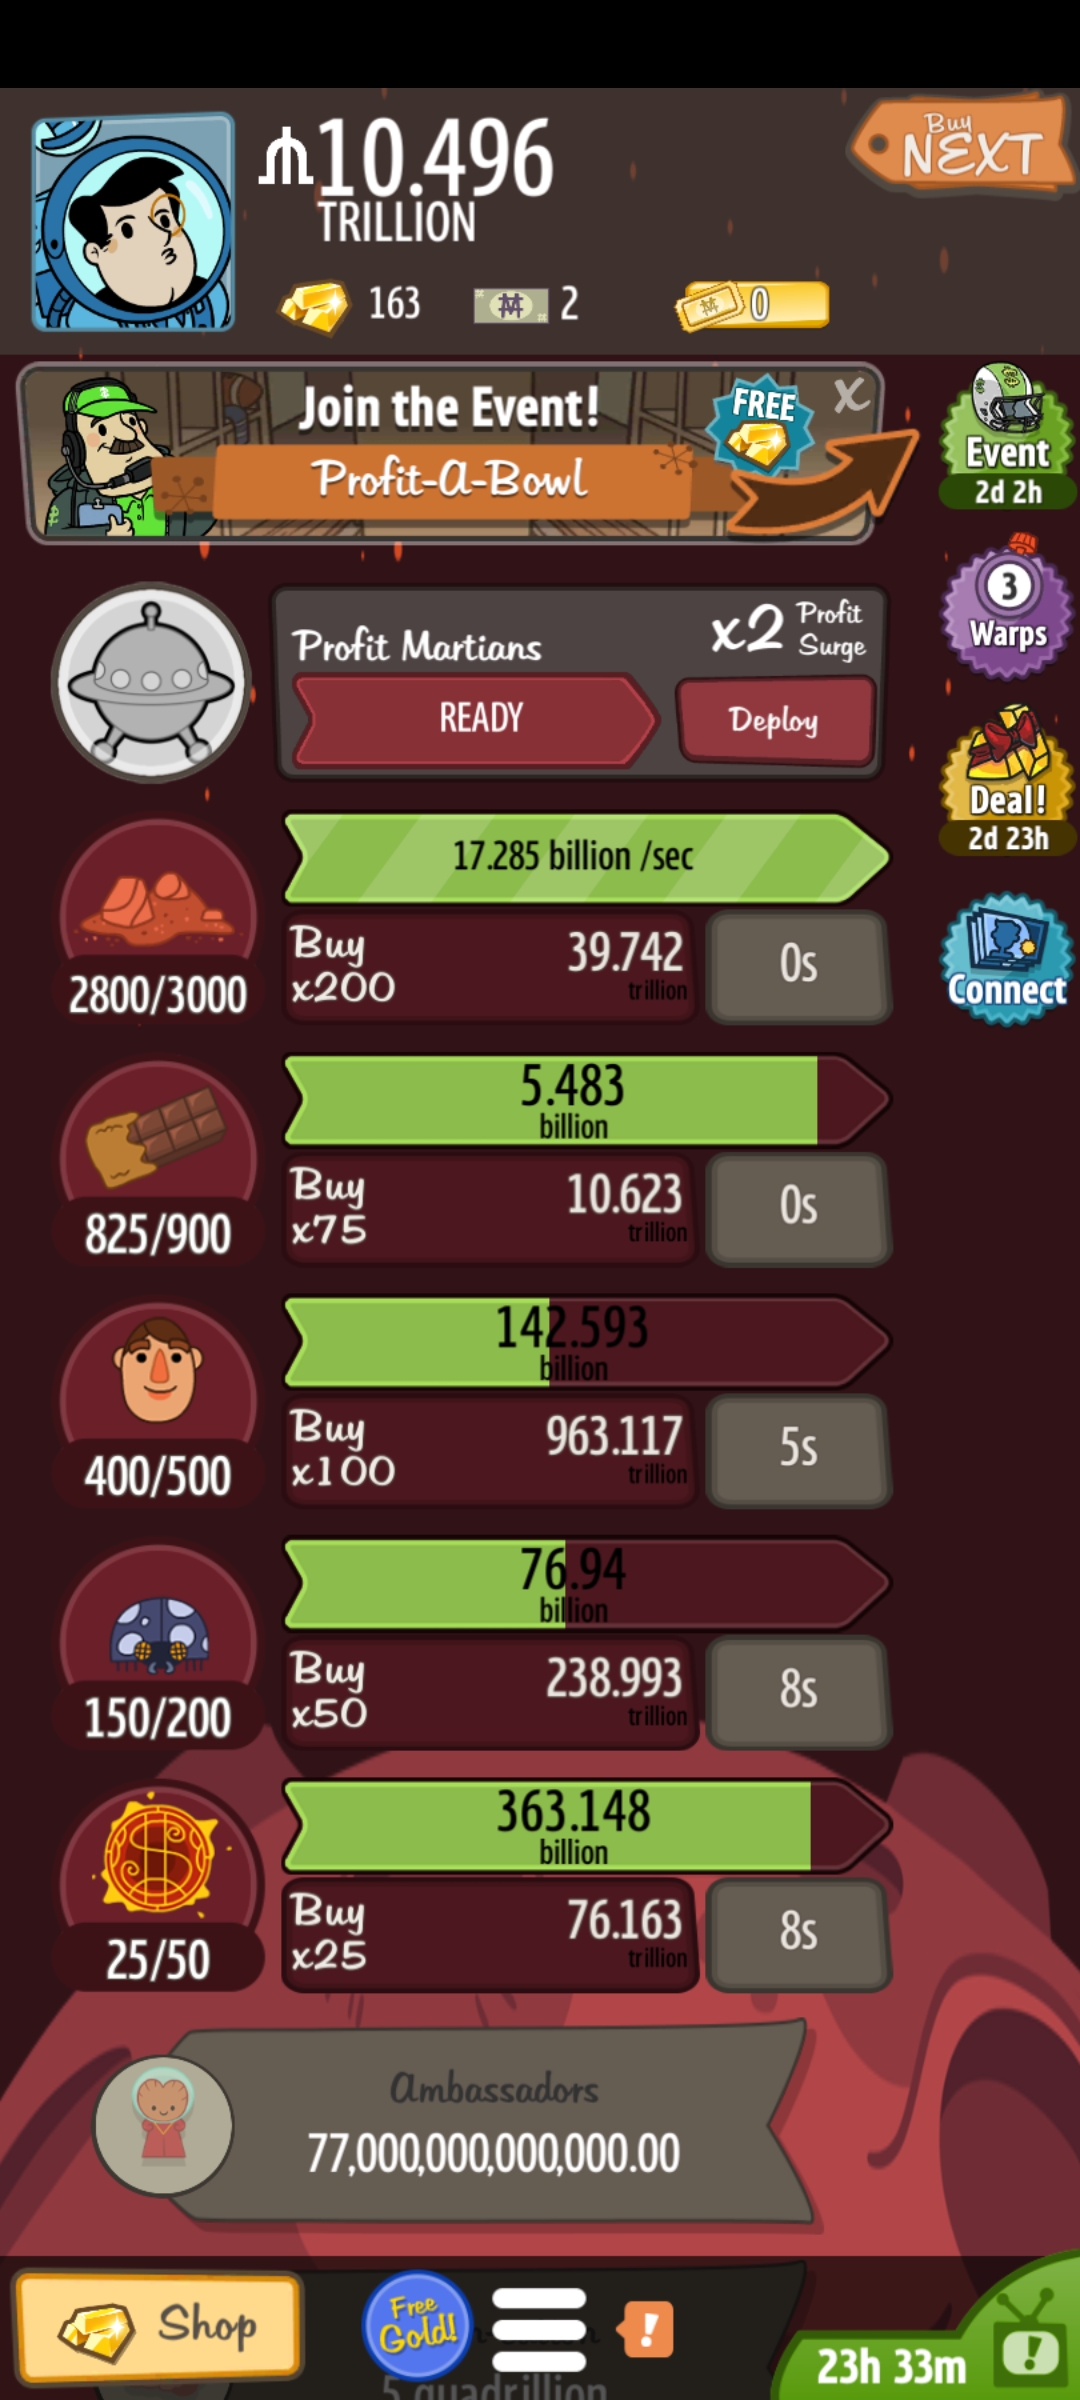 10.496
TRILLION
Buy
NEXT
163
2
0
Join the Event!
Profit-A-Bowl
FREE
X
Event
2d 2h
3
Warps
Deal!
2d 23h
Connect
Profit Martians
x2 Profit Surge
READY
Deploy
17.285 billion /sec
2800/3000
Buy x200
39.742 trillion
0s
5.483
billion
825/900
Buy x75
10.623 trillion
0s
142.593
billion
400/500
Buy x100
963.117 trillion
5s
76.94
billion
150/200
Buy x50
238.993 trillion
8s
363.148
billion
25/50
Buy x25
76.163 trillion
8s
Ambassadors
77,000,000,000,000.00
Shop
Free Gold!
!
5 quadrillion
23h 33m
!